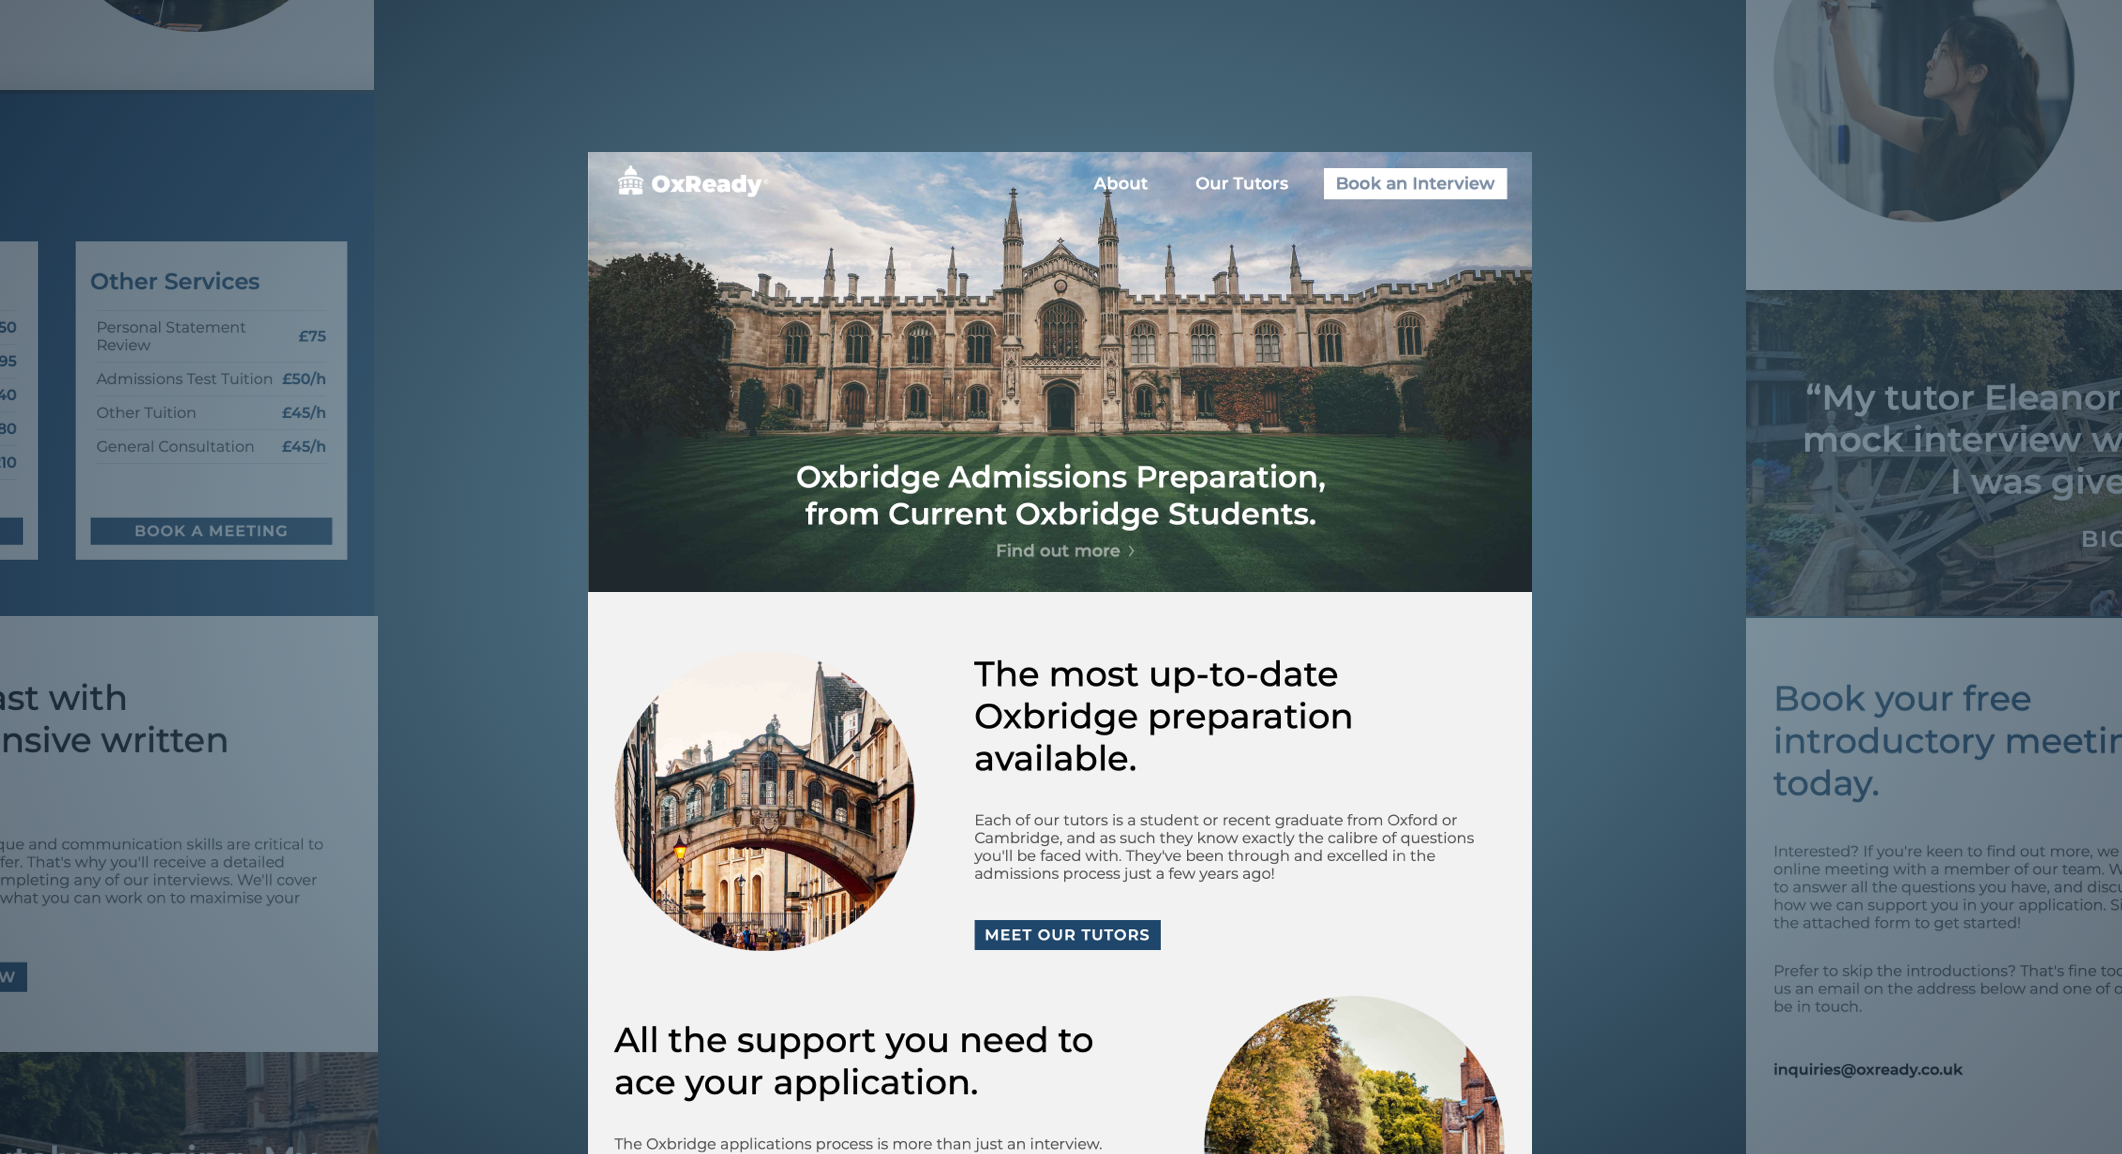 50
95
40
80
10
Other Services
Personal Statement
Review
£75
Admissions Test Tuition £50/h
Other Tuition £45/h
General Consultation £45/h
BOOK A MEETING
ast with
nsive written
que and communication skills are critical to
fer. That's why you'll receive a detailed
mpleting any of our interviews. We'll cover
what you can work on to maximise your
W
OxReady
About
Our Tutors
Book an Interview
Oxbridge Admissions Preparation,
from Current Oxbridge Students.
Find out more
The most up-to-date
Oxbridge preparation
available.
Each of our tutors is a student or recent graduate from Oxford or
Cambridge, and as such they know exactly the calibre of questions
you'll be faced with. They've been through and excelled in the
admissions process just a few years ago!
MEET OUR TUTORS
All the support you need to
ace your application.
The Oxbridge applications process is more than just an interview.
“My tutor Eleanor
mock interview w
I was give
BIO
Book your free
introductory meetin
today.
Interested? If you're keen to find out more, we
online meeting with a member of our team. W
to answer all the questions you have, and discu
how we can support you in your application. Si
the attached form to get started!
Prefer to skip the introductions? That's fine too
us an email on the address below and one of o
be in touch.
inquiries@oxready.co.uk